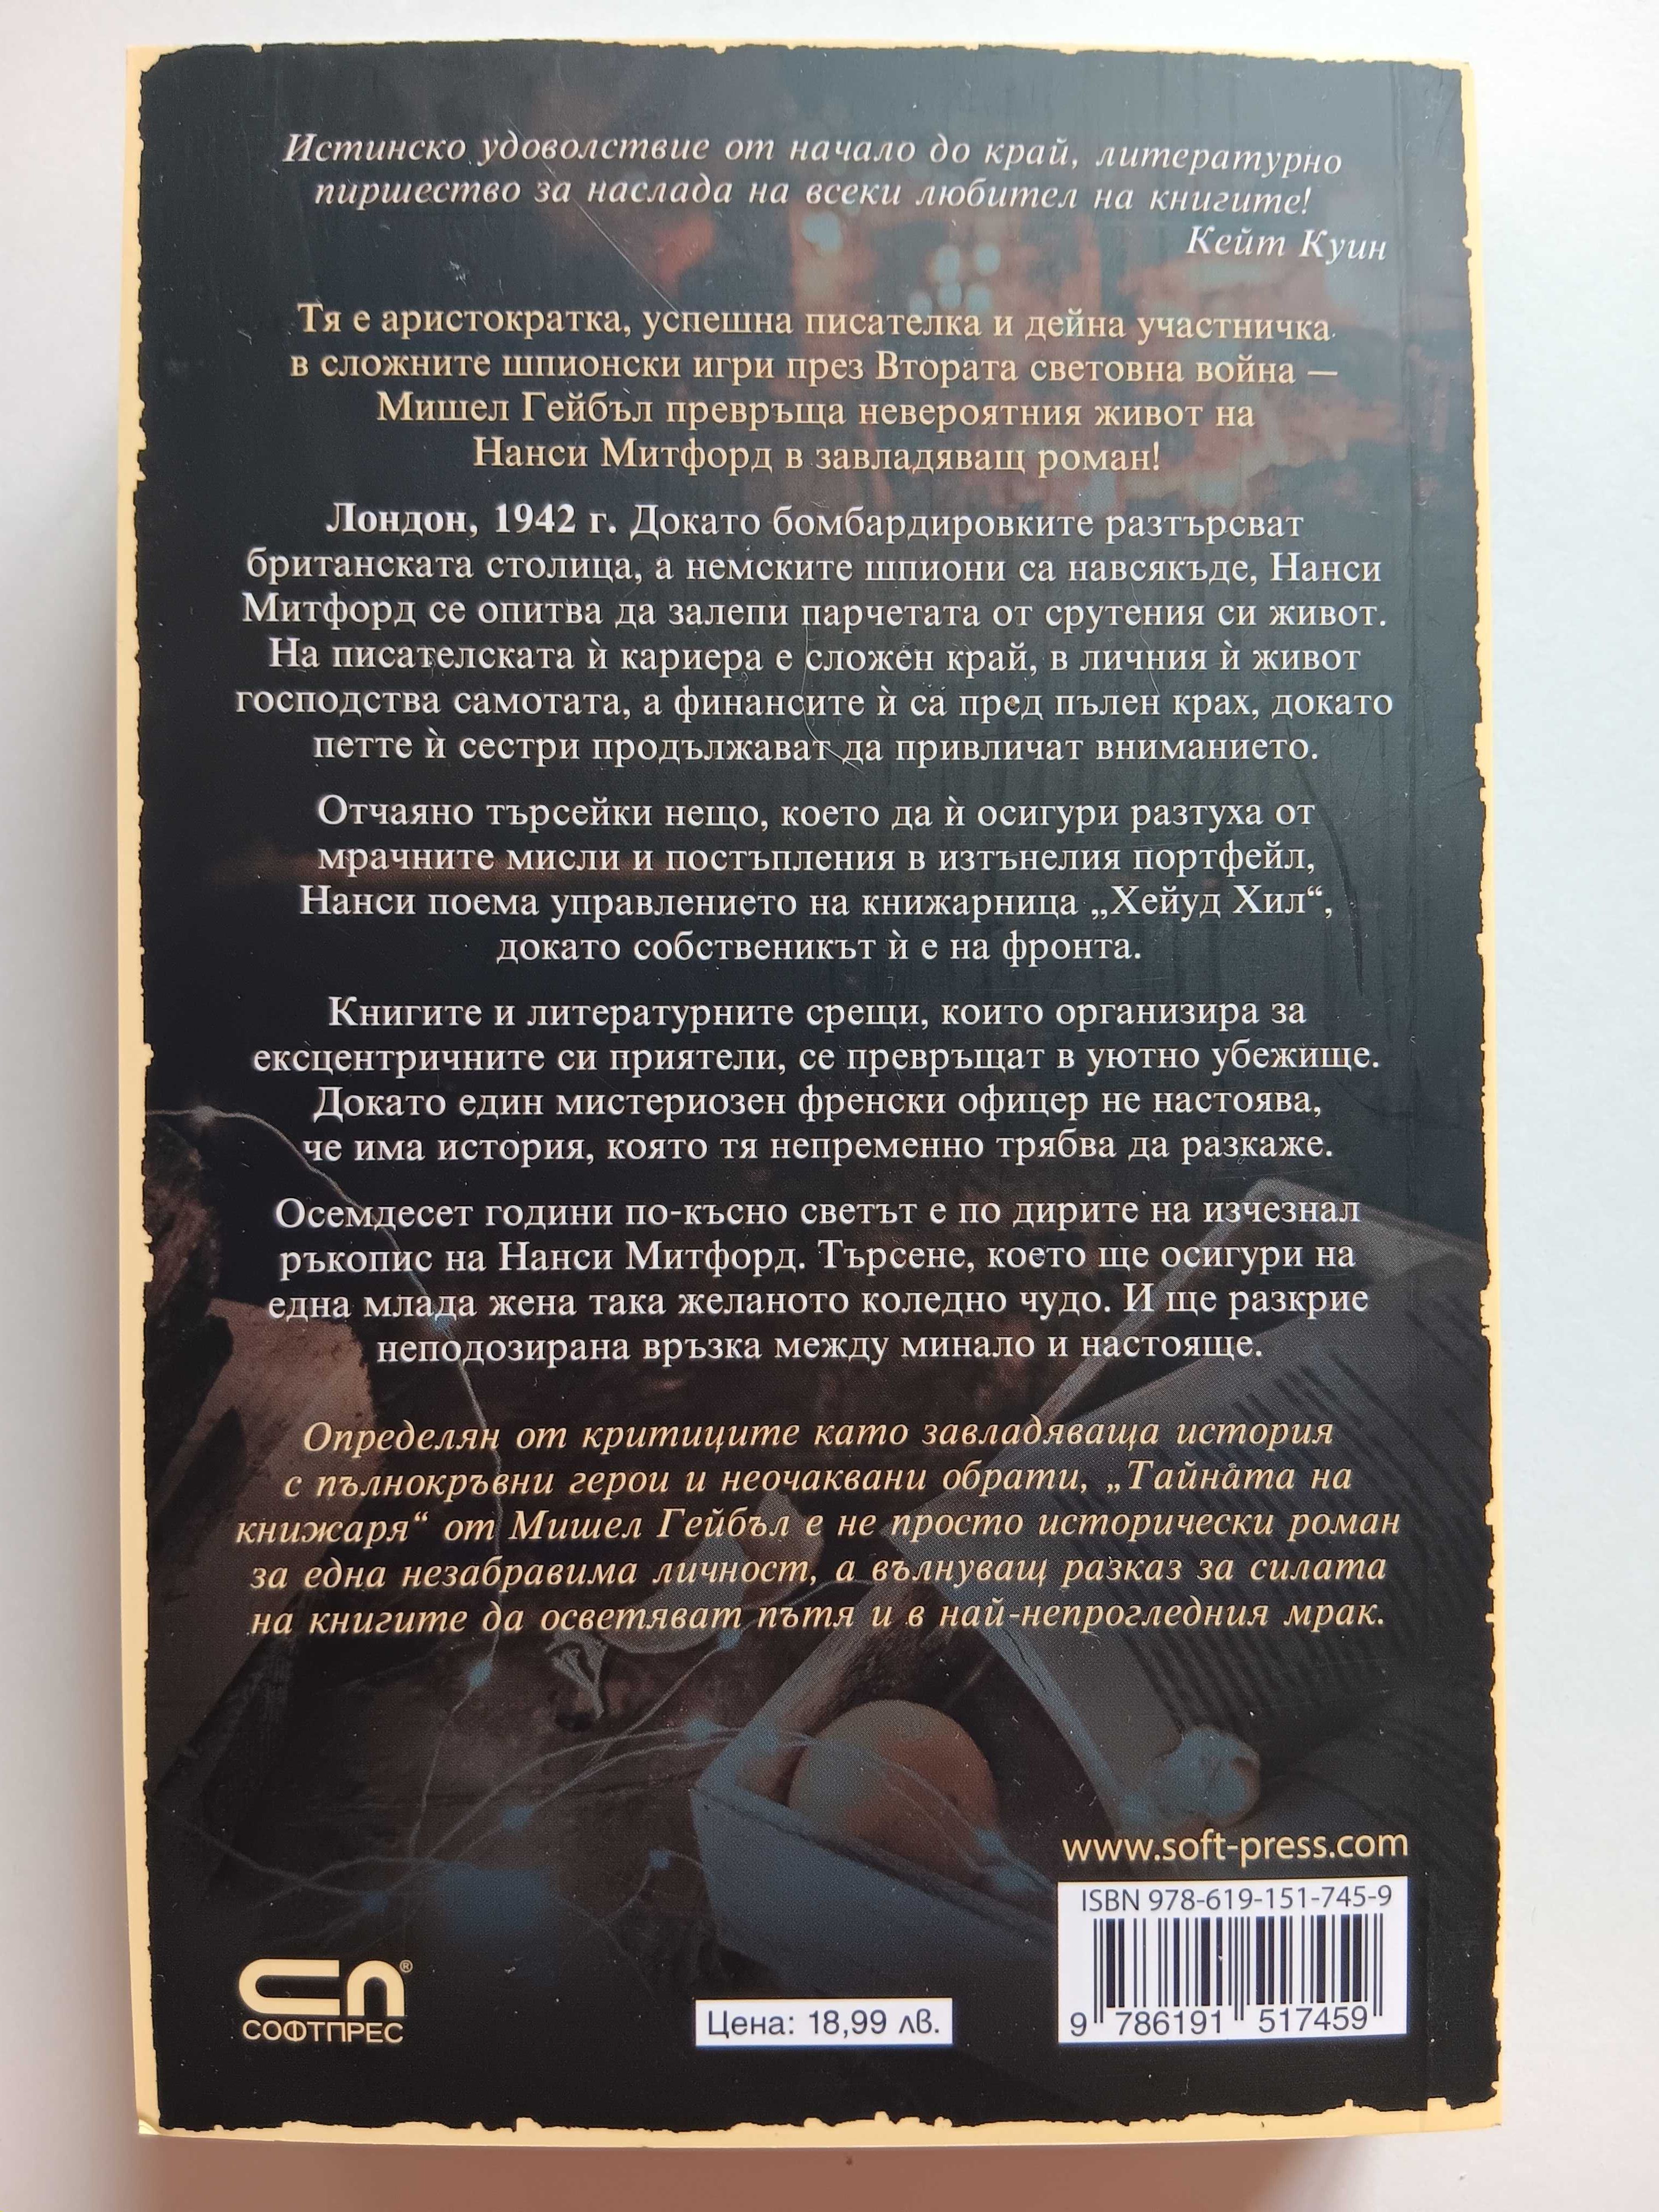 Истинско удоволствие от начало до край, литературно
пиршество за наслада на всеки любител на книгите!
Кейт Куин
Тя е аристократка, успешна писателка и дейна участничка
в сложните шпионски игри през Втората световна война —
Мишел Гейбъл превръща невероятния живот на
Нанси Митфорд в завладяващ роман!
Лондон, 1942 г. Докато бомбардировките разтърсват
британската столица, а немските шпиони са навсякъде, Нанси
Митфорд се опитва да залепи парчетата от срутения си живот.
На писателската ѝ кариера е сложен край, в личния ѝ живот
господства самотата, а финансите ѝ са пред пълен крах, докато
петте ѝ сестри продължават да привличат вниманието.
Отчаяно търсейки нещо, което да ѝ осигури разтуха от
мрачните мисли и постъпления в изтънелия портфейл,
Нанси поема управлението на книжарница „Хейуд Хил“,
докато собственикът ѝ е на фронта.
Книгите и литературните срещи, които организира за
ексцентричните си приятели, се превръщат в уютно убежище.
Докато един мистериозен френски офицер не настоява,
че има история, която тя непременно трябва да разкаже.
Осемдесет години по-късно светът е по дирите на изчезнал
ръкопис на Нанси Митфорд. Търсене, което ще осигури на
една млада жена така желаното коледно чудо. И ще разкрие
неподозирана връзка между минало и настояще.
Определян от критиците като завладяваща история
с пълнокръвни герои и неочаквани обрати, „Тайната на
книжаря“ от Мишел Гейбъл е не просто исторически роман
за една незабравима личност, а вълнуващ разказ за силата
на книгите да осветяват пътя и в най-непрогледния мрак.
www.soft-press.com
ISBN 978-619-151-745-9
9 786191 517459
Цена: 18,99 лв.
СП®
СОФТПРЕС